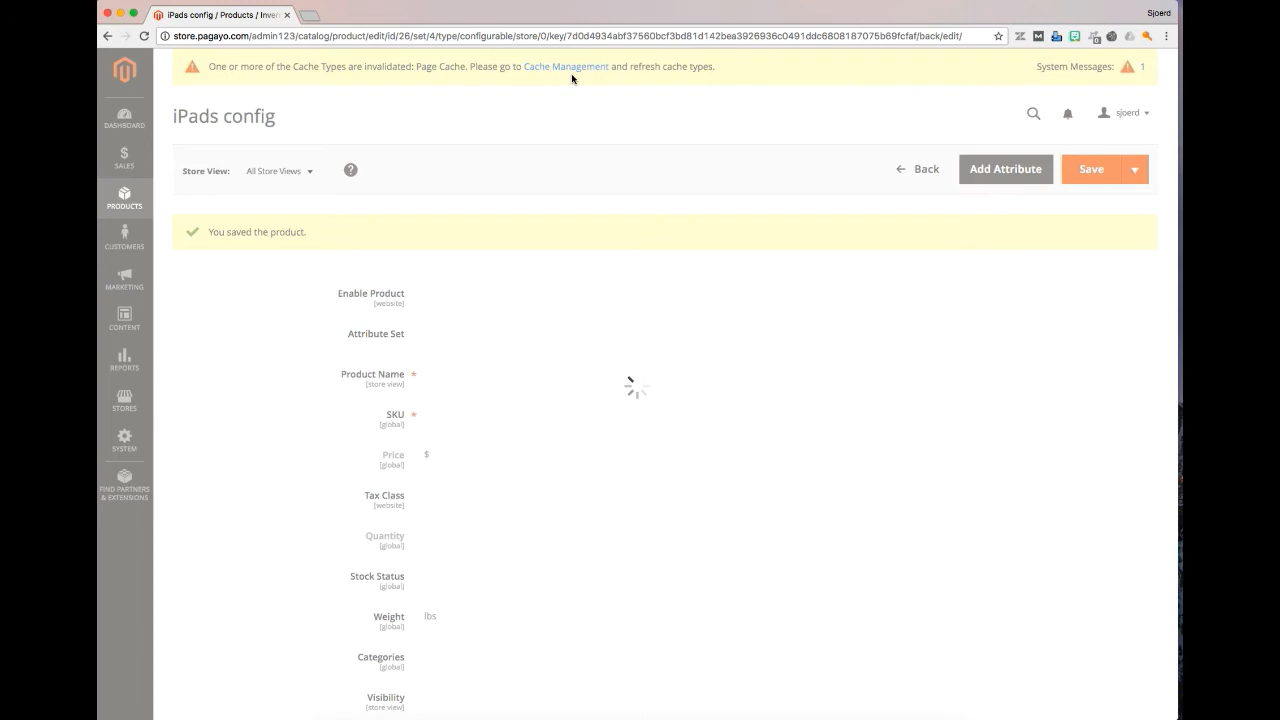 iPads config / Products / Inven
Sjoerd
store.pagayo.com/admin123/catalog/product/edit/id/26/set/4/type/configurable/store/0/key/7d0d4934abf37560bcf3bd81d142bea3926936c0491ddc6808187075b69fcfaf/back/edit/
One or more of the Cache Types are invalidated: Page Cache. Please go to Cache Management and refresh cache types.
System Messages: 1
iPads config
sjoerd
Store View: All Store Views
?
Back
Add Attribute
Save
You saved the product.
DASHBOARD
SALES
PRODUCTS
CUSTOMERS
MARKETING
CONTENT
REPORTS
STORES
SYSTEM
FIND PARTNERS
& EXTENSIONS
Enable Product
[website]
Attribute Set
Product Name *
[store view]
SKU *
[global]
Price $
[global]
Tax Class
[website]
Quantity
[global]
Stock Status
[global]
Weight lbs
[global]
Categories
[global]
Visibility
[store view]